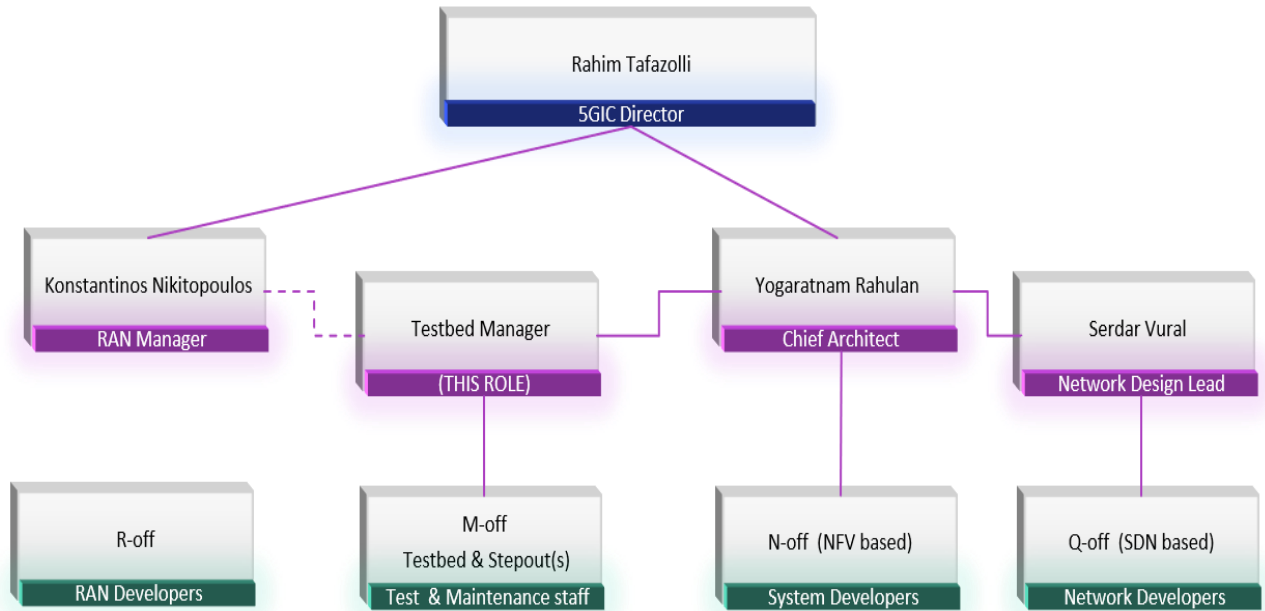 Rahim Tafazolli
5GIC Director
Konstantinos Nikitopoulos
RAN Manager
Testbed Manager
(THIS ROLE)
Yogaratnam Rahulan
Chief Architect
Serdar Vural
Network Design Lead
R-off
RAN Developers
M-off
Testbed & Stepout(s)
Test & Maintenance staff
N-off (NFV based)
System Developers
Q-off (SDN based)
Network Developers